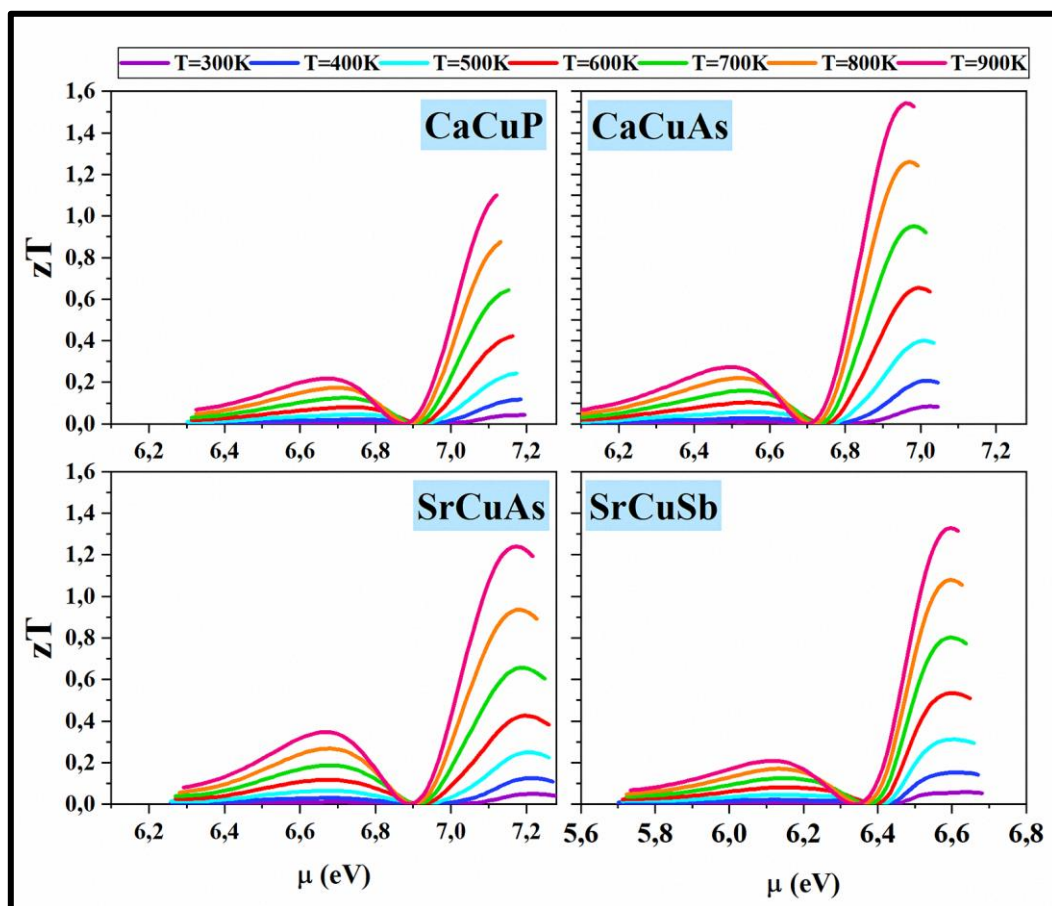 T=300K T=400K T=500K T=600K T=700K T=800K T=900K
CaCuP
CaCuAs
zT
1,6
1,4
1,2
1,0
0,8
0,6
0,4
0,2
0,0
6,2 6,4 6,6 6,8 7,0 7,2
6,2 6,4 6,6 6,8 7,0 7,2
SrCuAs
SrCuSb
zT
1,6
1,4
1,2
1,0
0,8
0,6
0,4
0,2
0,0
6,2 6,4 6,6 6,8 7,0 7,2
5,6 5,8 6,0 6,2 6,4 6,6 6,8
μ (eV)
μ (eV)